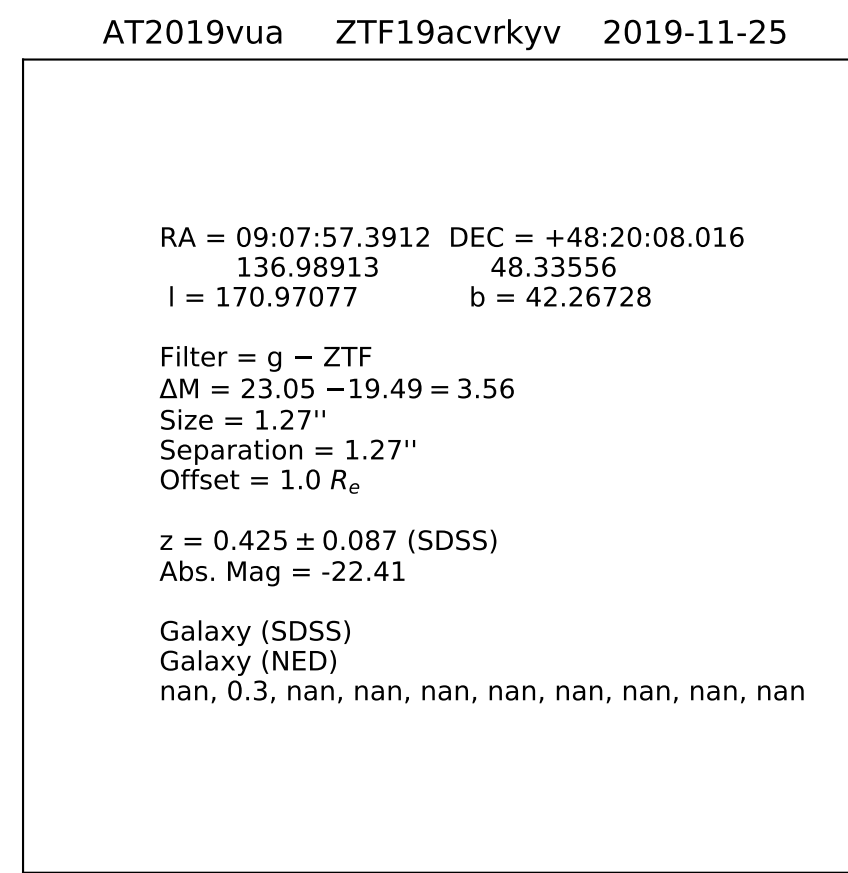 AT2019vua ZTF19acvrkyv 2019-11-25
RA = 09:07:57.3912 DEC = +48:20:08.016
136.98913 48.33556
l = 170.97077 b = 42.26728
Filter = g − ZTF
ΔM = 23.05 −19.49 = 3.56
Size = 1.27''
Separation = 1.27''
Offset = 1.0 Re
z = 0.425 ± 0.087 (SDSS)
Abs. Mag = -22.41
Galaxy (SDSS)
Galaxy (NED)
nan, 0.3, nan, nan, nan, nan, nan, nan, nan, nan